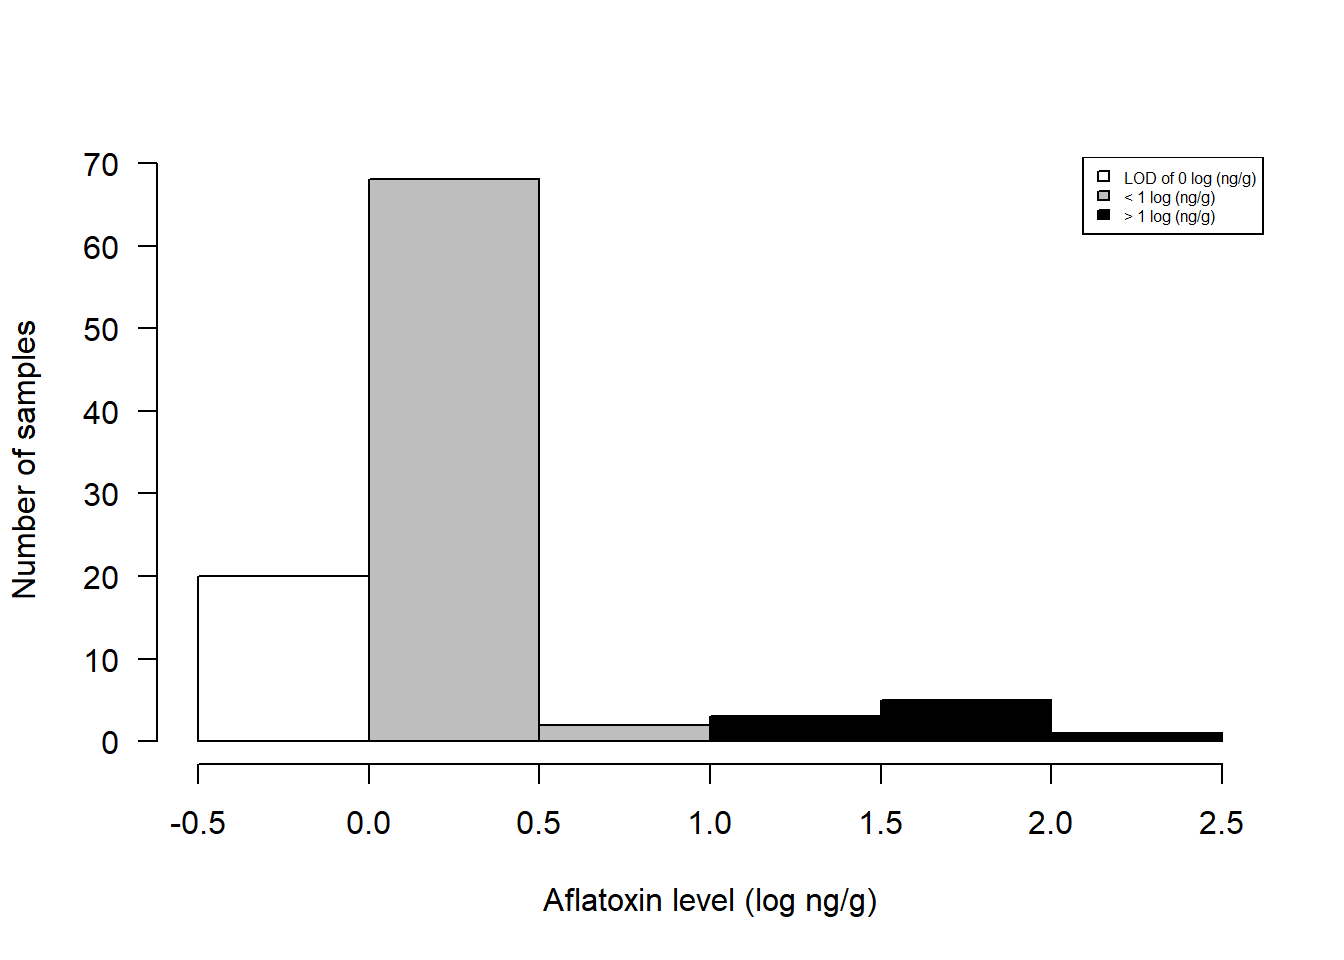 70
60
50
40
30
20
10
0
Number of samples
LOD of 0 log (ng/g)
< 1 log (ng/g)
> 1 log (ng/g)
-0.5 0.0 0.5 1.0 1.5 2.0 2.5
Aflatoxin level (log ng/g)